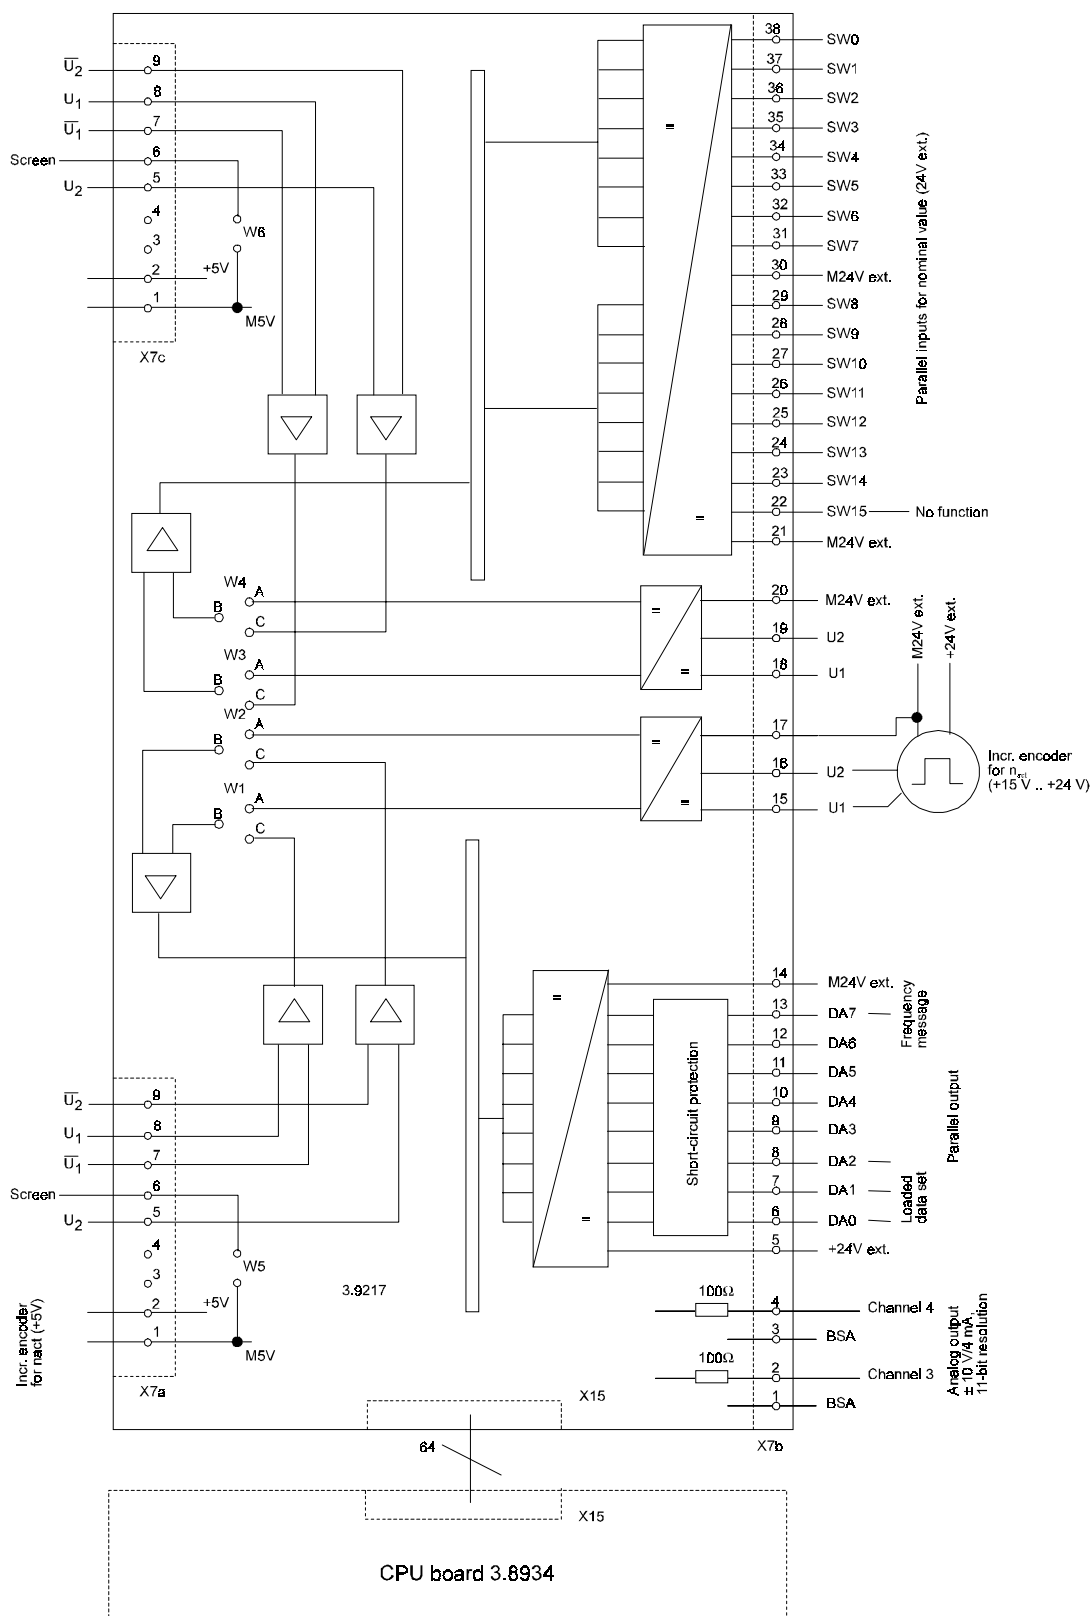 38 SW0
37 SW1
36 SW2
35 SW3
34 SW4
33 SW5
32 SW6
31 SW7
30 M24V ext.
29 SW8
28 SW9
27 SW10
26 SW11
25 SW12
24 SW13
23 SW14
22 SW15 No function
21 M24V ext.
Parallel inputs for nominal value (24V ext.)
=
=
U̅2 9
U1 8
U̅1 7
Screen 6
U2 5
4
3
2 +5V
1 M5V
W6
X7c
W4 A
B
C
W3 A
B
C
W2 A
B
C
W1 A
B
C
=
=
20 M24V ext.
19 U2
18 U1
=
=
17
16 U2
15 U1
M24V ext.
+24V ext.
Incr. encoder
for nact
(+15 V .. +24 V)
=
=
Short-circuit protection
14 M24V ext.
13 DA7
12 DA6
11 DA5
10 DA4
9 DA3
8 DA2
7 DA1
6 DA0
5 +24V ext.
Frequency
message
Parallel output
Loaded
data set
U̅2 9
U1 8
U̅1 7
Screen 6
U2 5
4
3
2 +5V
1 M5V
W5
3.9217
Incr. encoder
for nact (+5V)
X7a
100Ω 4 Channel 4
3 BSA
100Ω 2 Channel 3
1 BSA
Analog output
± 10 V/4 mA,
11-bit resolution
X7b
X15
64
X15
CPU board 3.8934